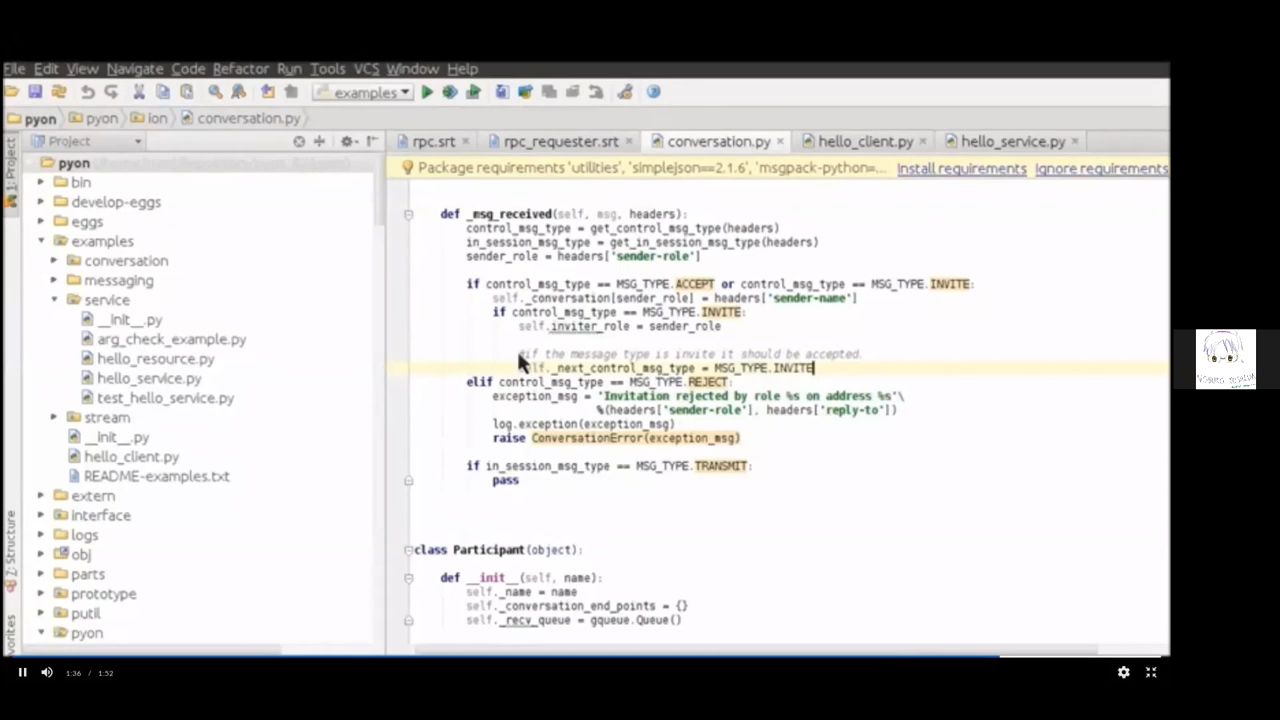 File Edit View Navigate Code Refactor Run Tools VCS Window Help
examples
pyon pyon ion conversation.py
1: Project
Project
rpc.srt rpc_requester.srt conversation.py hello_client.py hello_service.py
Package requirements 'utilities', 'simplejson==2.1.6', 'msgpack-python=... Install requirements Ignore requirements
pyon
bin
develop-eggs
eggs
examples
conversation
messaging
service
__init__.py
arg_check_example.py
hello_resource.py
hello_service.py
test_hello_service.py
stream
__init__.py
hello_client.py
README-examples.txt
extern
interface
logs
obj
parts
prototype
putil
pyon
7: Structure
def _msg_received(self, msg, headers):
control_msg_type = get_control_msg_type(headers)
in_session_msg_type = get_in_session_msg_type(headers)
sender_role = headers['sender-role']
if control_msg_type == MSG_TYPE.ACCEPT or control_msg_type == MSG_TYPE.INVITE:
self._conversation[sender_role] = headers['sender-name']
if control_msg_type == MSG_TYPE.INVITE:
self.inviter_role = sender_role
#if the message type is invite it should be accepted.
self._next_control_msg_type = MSG_TYPE.INVITE
elif control_msg_type == MSG_TYPE.REJECT:
exception_msg = 'Invitation rejected by role %s on address %s'\
%(headers['sender-role'], headers['reply-to'])
log.exception(exception_msg)
raise ConversationError(exception_msg)
if in_session_msg_type == MSG_TYPE.TRANSMIT:
pass
class Participant(object):
def __init__(self, name):
self._name = name
self._conversation_end_points = {}
self._recv_queue = gqueue.Queue()
1:36 / 1:52